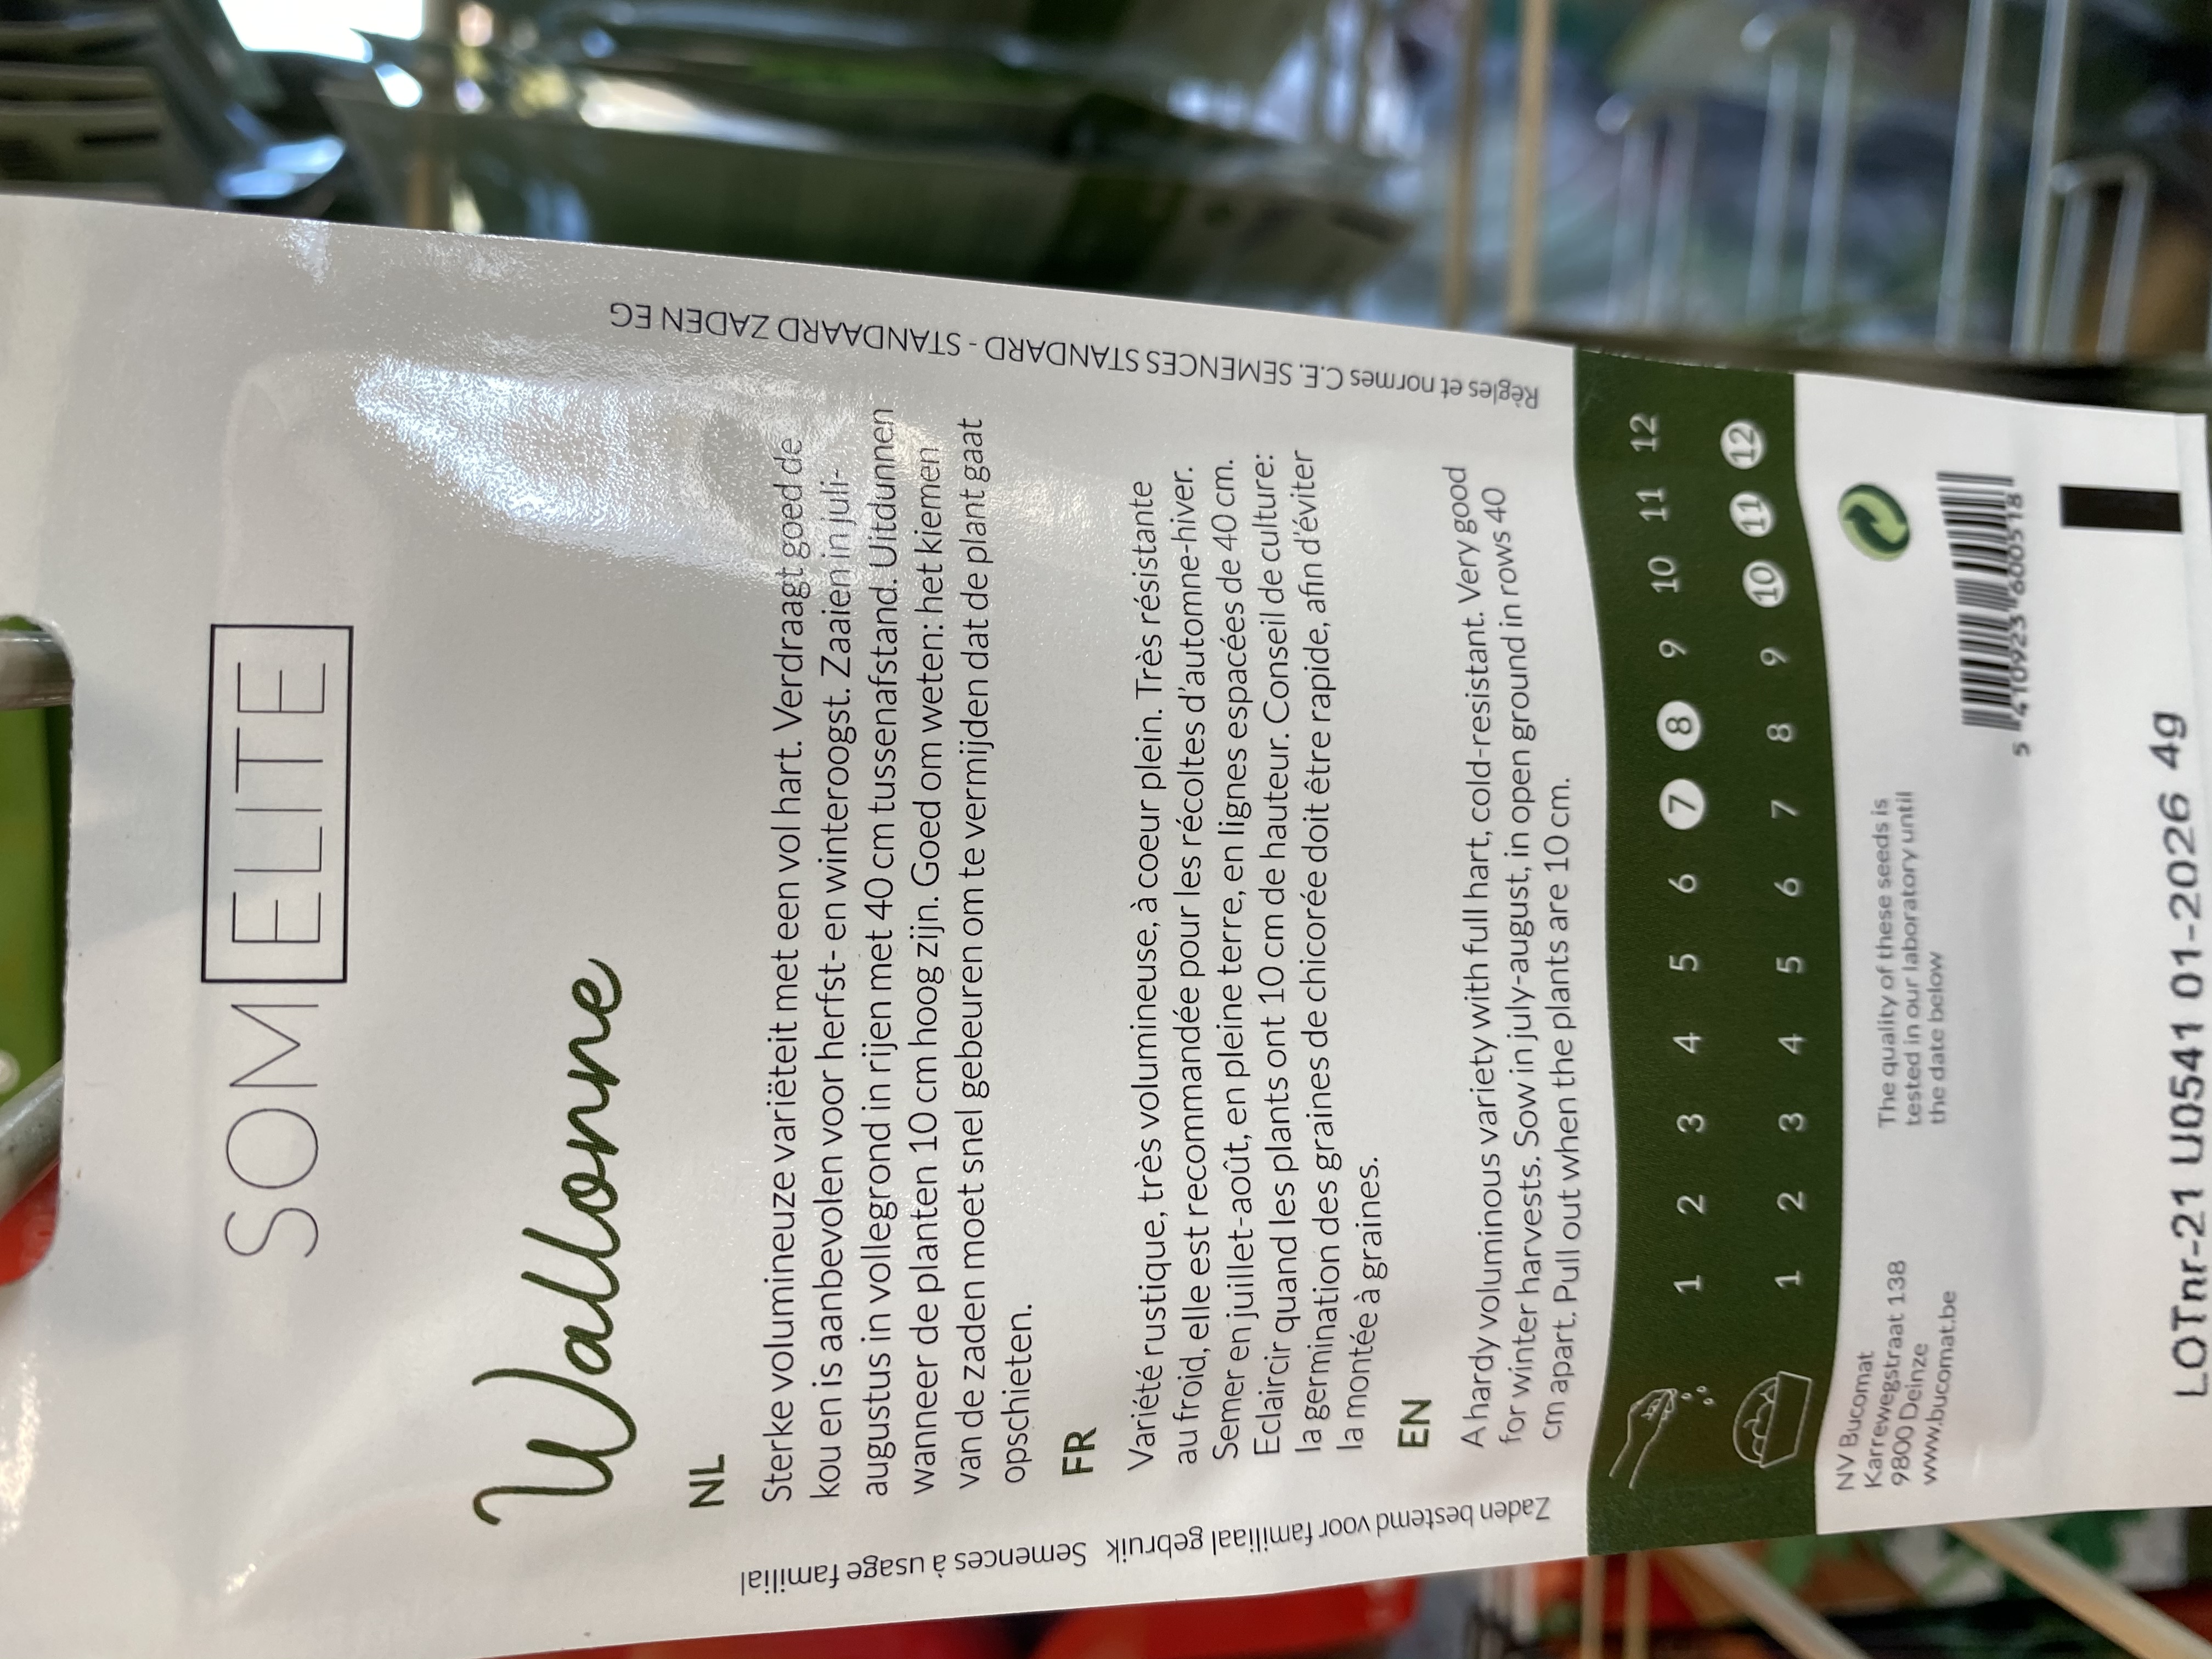 SOM ELITE
Wallonne
NL
Sterke volumineuze variëteit met een vol hart. Verdraagt goed de
kou en is aanbevolen voor herfst- en winteroogst. Zaaien in juli-
augustus in vollegrond in rijen met 40 cm tussenafstand. Uitdunnen
wanneer de planten 10 cm hoog zijn. Goed om weten: het kiemen
van de zaden moet snel gebeuren om te vermijden dat de plant gaat
opschieten.
FR
Variété rustique, très volumineuse, à coeur plein. Très résistante
au froid, elle est recommandée pour les récoltes d'automne-hiver.
Semer en juillet-août, en pleine terre, en lignes espacées de 40 cm.
Eclaircir quand les plants ont 10 cm de hauteur. Conseil de culture:
la germination des graines de chicorée doit être rapide, afin d'éviter
la montée à graines.
EN
A hardy voluminous variety with full hart, cold-resistant. Very good
for winter harvests. Sow in july-august, in open ground in rows 40
cm apart. Pull out when the plants are 10 cm.
Zaden bestemd voor familiaal gebruik Semences à usage familial
Règles et normes C.E. SEMENCES STANDARD - STANDAARD ZADEN EG
1 2 3 4 5 6 7 8 9 10 11 12
1 2 3 4 5 6 7 8 9 10 11 12
NV Bucomat
Karrewegstraat 138
9800 Deinze
www.bucomat.be
The quality of these seeds is
tested in our laboratory until
the date below
5 410923 600518
LOTnr-21 U0541 01-2026 4g